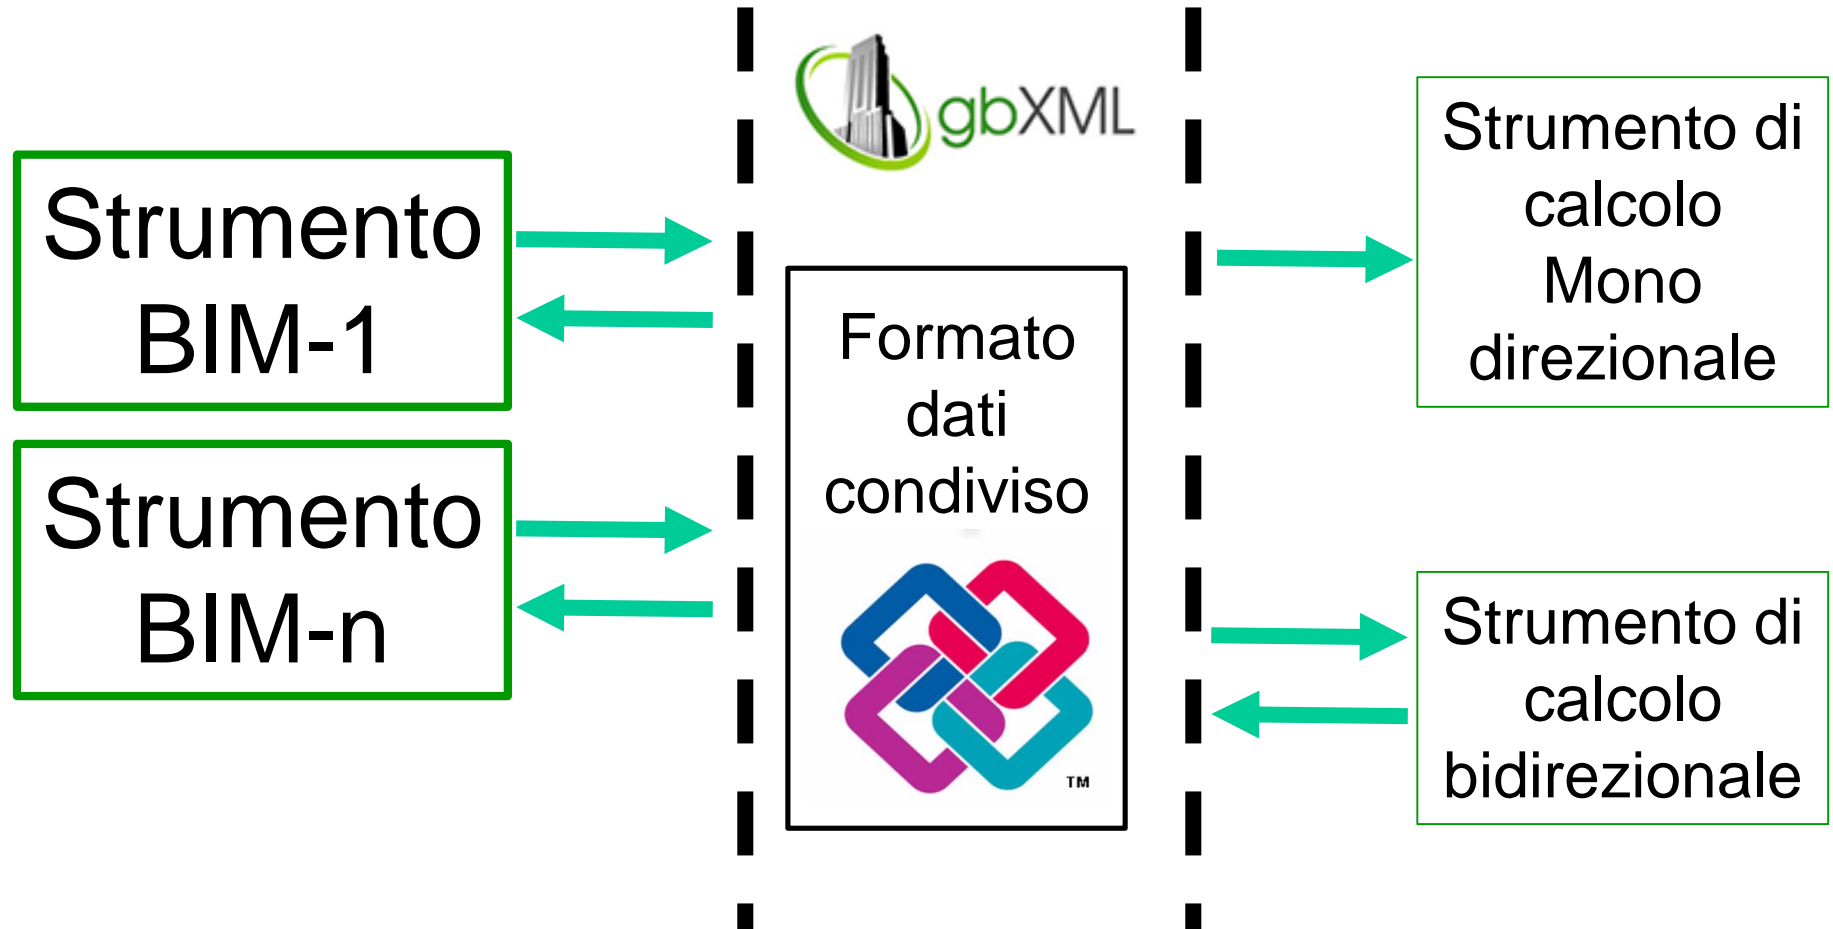 Strumento
BIM-1
Strumento
BIM-n
gbXML
Formato
dati
condiviso
TM
Strumento di
calcolo
Mono
direzionale
Strumento di
calcolo
bidirezionale